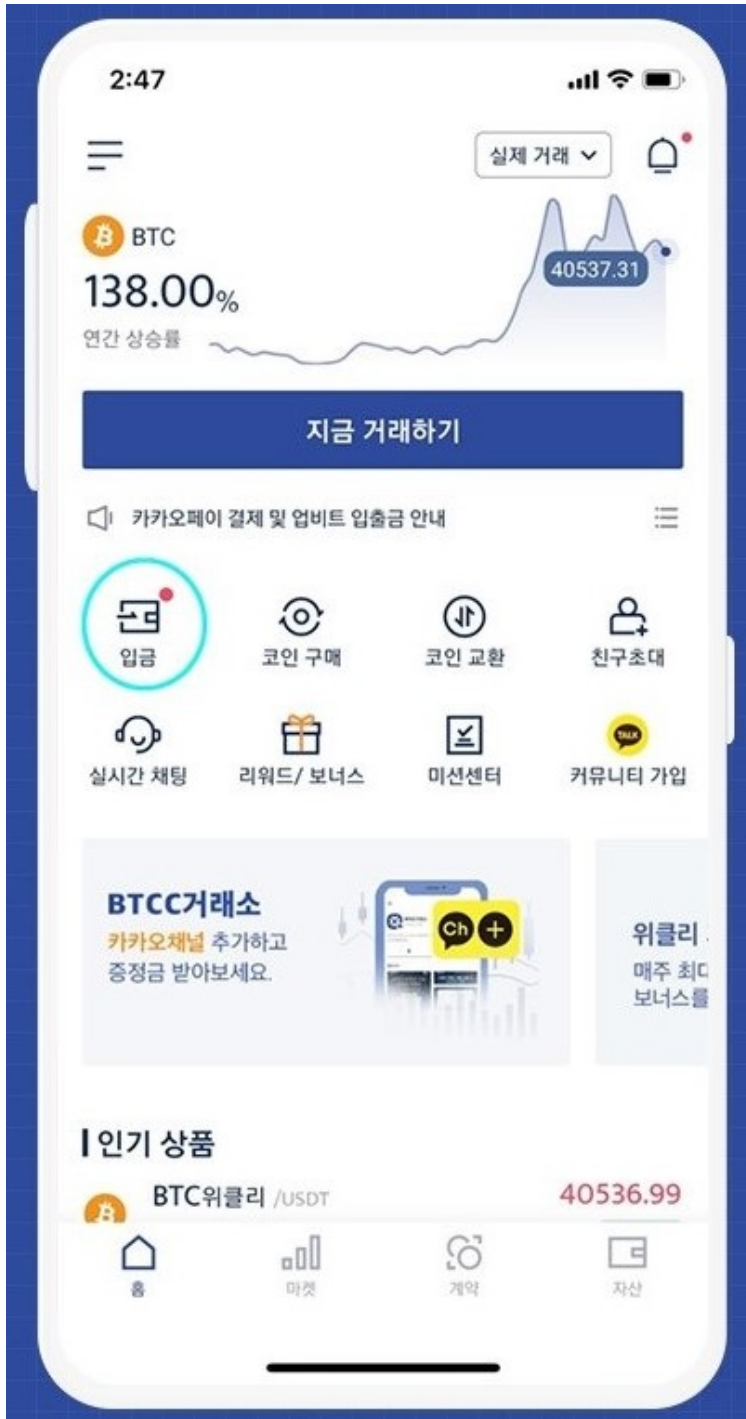 2:47
실제 거래
BTC
138.00%
연간 상승률
40537.31
지금 거래하기
카카오페이 결제 및 업비트 입출금 안내
입금
코인 구매
코인 교환
친구초대
실시간 채팅
리워드/ 보너스
미션센터
TALK
커뮤니티 가입
BTCC거래소
카카오채널 추가하고
증정금 받아보세요.
Ch +
위클리
매주 최대
보너스를
인기 상품
BTC위클리 /USDT
40536.99
홈
마켓
계약
자산